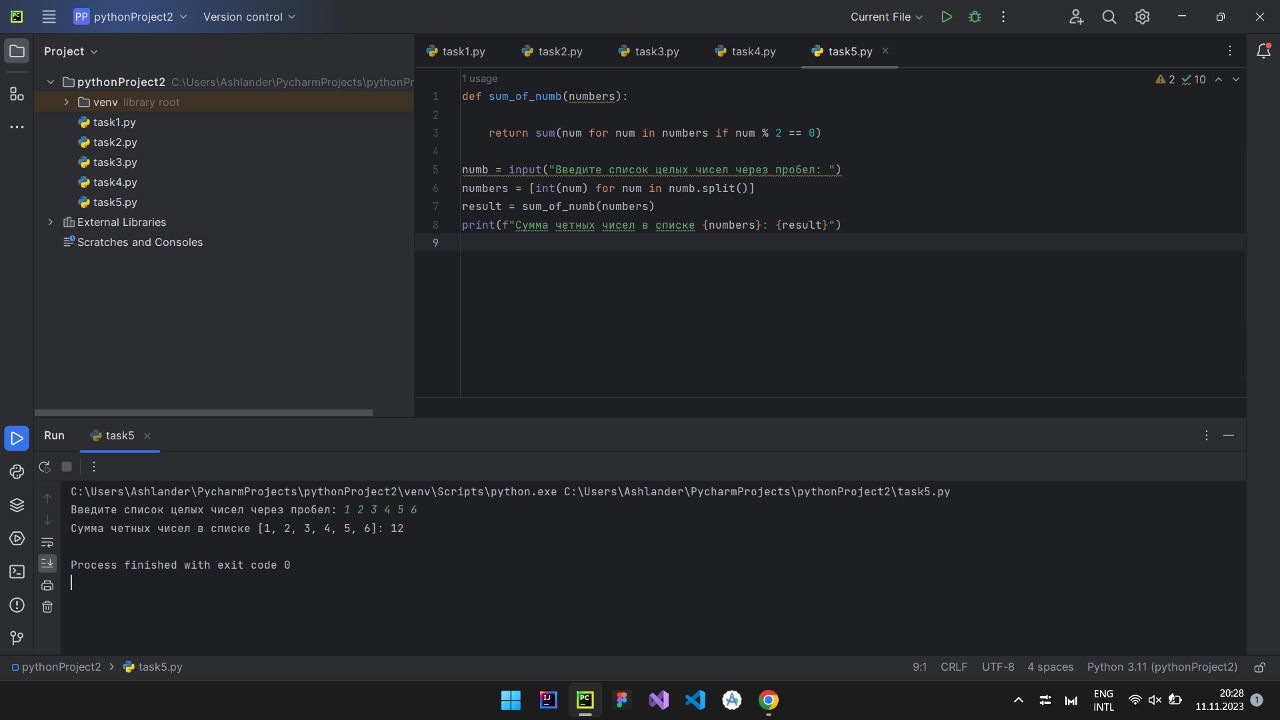 PP pythonProject2 Version control Current File
Project
task1.py task2.py task3.py task4.py task5.py
pythonProject2 C:\Users\Ashlander\PycharmProjects\pythonPr
venv library root
task1.py
task2.py
task3.py
task4.py
task5.py
External Libraries
Scratches and Consoles
1 usage
2 10
1 def sum_of_numb(numbers):
2
3 return sum(num for num in numbers if num % 2 == 0)
4
5 numb = input("Введите список целых чисел через пробел: ")
6 numbers = [int(num) for num in numb.split()]
7 result = sum_of_numb(numbers)
8 print(f"Сумма четных чисел в списке {numbers}: {result}")
9
Run task5
C:\Users\Ashlander\PycharmProjects\pythonProject2\venv\Scripts\python.exe C:\Users\Ashlander\PycharmProjects\pythonProject2\task5.py
Введите список целых чисел через пробел: 1 2 3 4 5 6
Сумма четных чисел в списке [1, 2, 3, 4, 5, 6]: 12
Process finished with exit code 0
pythonProject2 task5.py 9:1 CRLF UTF-8 4 spaces Python 3.11 (pythonProject2)
ENG 20:28
INTL 11.11.2023 1